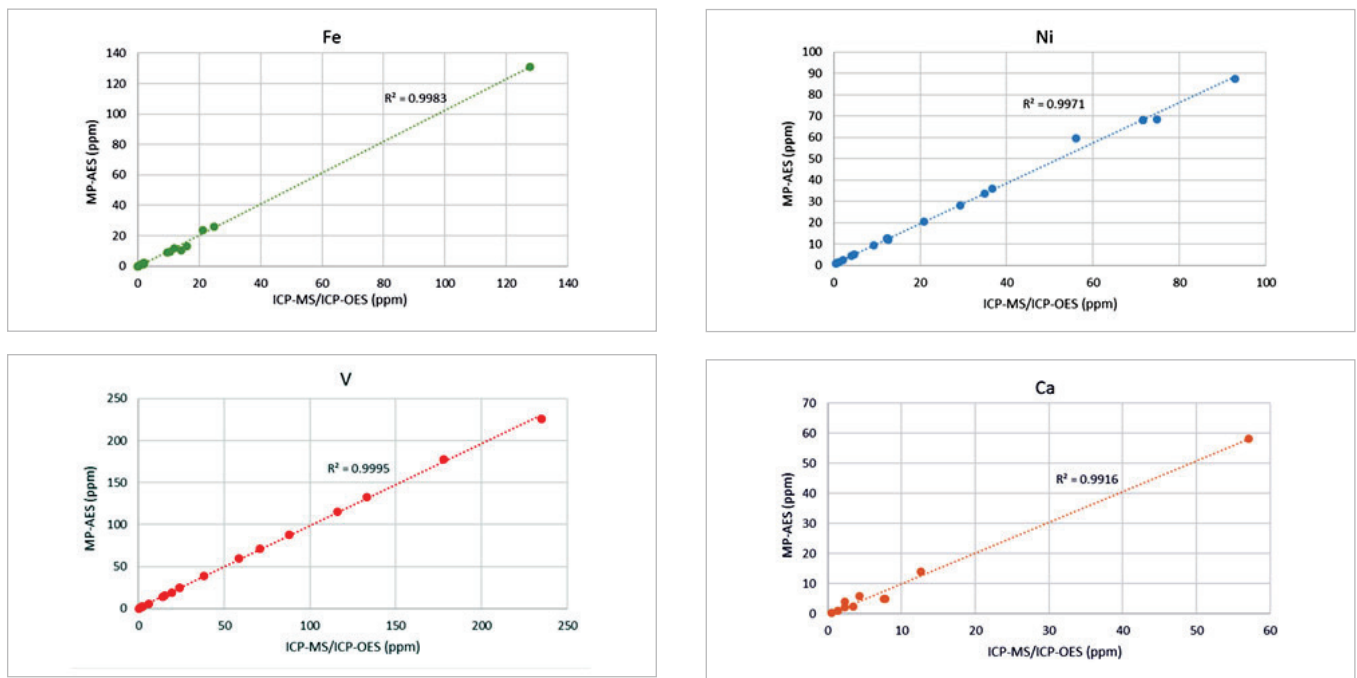 Fe
140
120
100
80
60
40
20
0
R² = 0.9983
MP-AES (ppm)
0 20 40 60 80 100 120 140
ICP-MS/ICP-OES (ppm)
Ni
100
90
80
70
60
50
40
30
20
10
0
R² = 0.9971
MP-AES (ppm)
0 20 40 60 80 100
ICP-MS/ICP-OES (ppm)
V
250
200
150
100
50
0
R² = 0.9995
MP-AES (ppm)
0 50 100 150 200 250
ICP-MS/ICP-OES (ppm)
Ca
70
60
50
40
30
20
10
0
R² = 0.9916
MP-AES (ppm)
0 10 20 30 40 50 60
ICP-MS/ICP-OES (ppm)